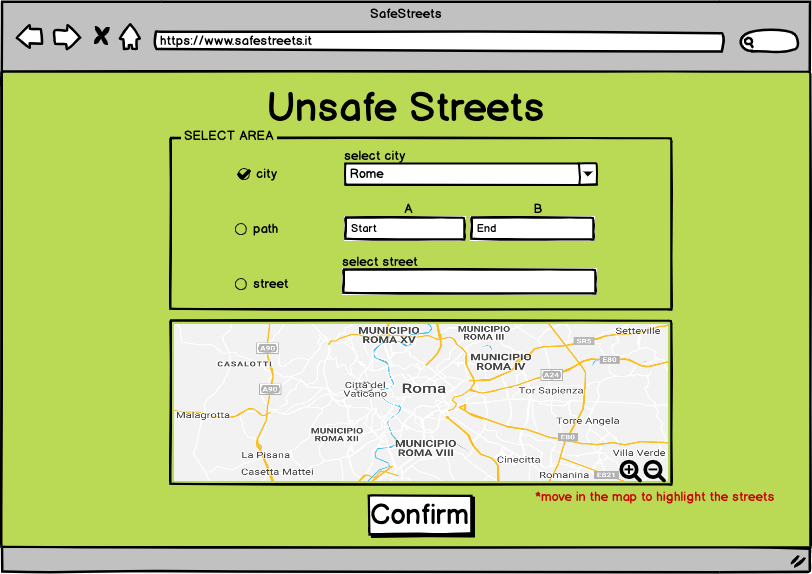 SafeStreets
https://www.safestreets.it
Unsafe Streets
SELECT AREA
select city
city
Rome
A B
path
Start
End
select street
street
MUNICIPIO
ROMA XV
MUNICIPIO
ROMA III
Setteville
SR5
A90
CASALOTTI
MUNICIPIO
ROMA IV
E80
A24
A90
Città del
Vaticano
Roma
Tor Sapienza
Malagrotta
Torre Angela
MUNICIPIO
ROMA XII
E80
MUNICIPIO
ROMA VIII
La Pisana
Cinecitta
Villa Verde
Casetta Mattei
Romanina
E821
*move in the map to highlight the streets
Confirm